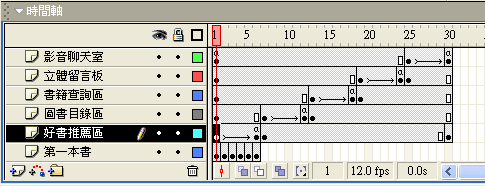 時間軸
1 5 10 15 20 25 30
影音聊天室
立體留言板
書籍查詢區
圖書目錄區
好書推薦區
第一本書
a a a a a a a a a
1 12.0 fps 0.0s